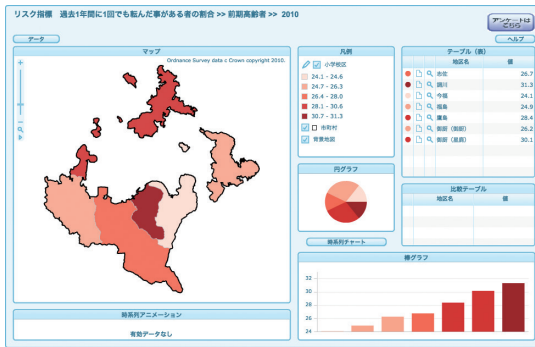 リスク指標 過去1年間に1回でも転んだ事がある者の割合 >> 前期高齢者 >> 2010
アンケートは
こちら
データ
ヘルプ
マップ
Ordnance Survey data c Crown copyright 2010.
凡例
小学校区
24.1 - 24.6
24.7 - 26.3
26.4 - 28.0
28.1 - 30.6
30.7 - 31.3
市町村
背景地図
テーブル（表）
地区名 値
志佐 26.7
調川 31.3
今福 24.1
福島 24.9
鷹島 28.4
御厨（御厨） 26.2
御厨（星鹿） 30.1
円グラフ
比較テーブル
地区名 値
時系列チャート
棒グラフ
32
30
28
26
24
時系列アニメーション
有効データなし